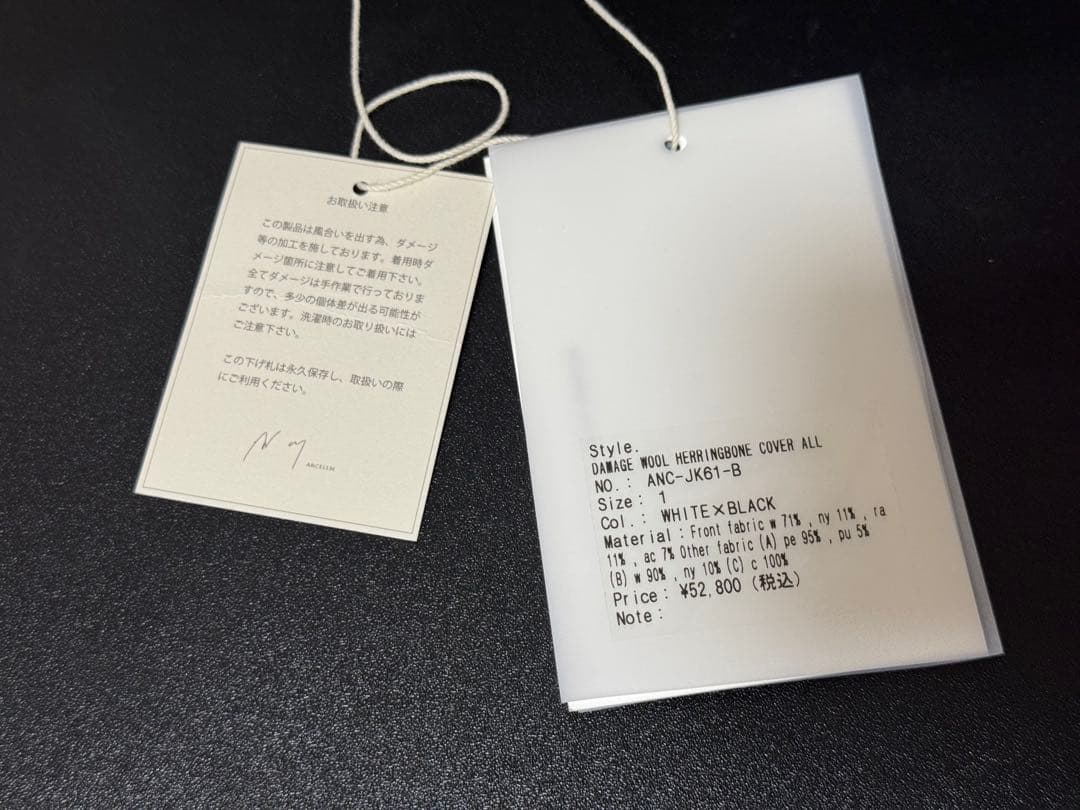 お取扱い注意
この製品は風合いを出す為、ダメージ
等の加工を施しております。着用時ダ
メージ箇所に注意してご着用下さい。
全てダメージは手作業で行っておりま
すので、多少の個体差が出る可能性が
ございます。洗濯時のお取り扱いには
ご注意下さい。
この下げ札は永久保存し、取扱いの際
にご利用ください。
ANCELLM
Style.
DAMAGE WOOL HERRINGBONE COVER ALL
NO.: ANC-JK61-B
Size: 1
Col.: WHITE×BLACK
Material: Front fabric w 71% , ny 11% , ra
11% , ac 7% Other fabric (A) pe 95% , pu 5%
(B) w 90% , ny 10% (C) c 100%
Price: ¥52,800 (税込)
Note: